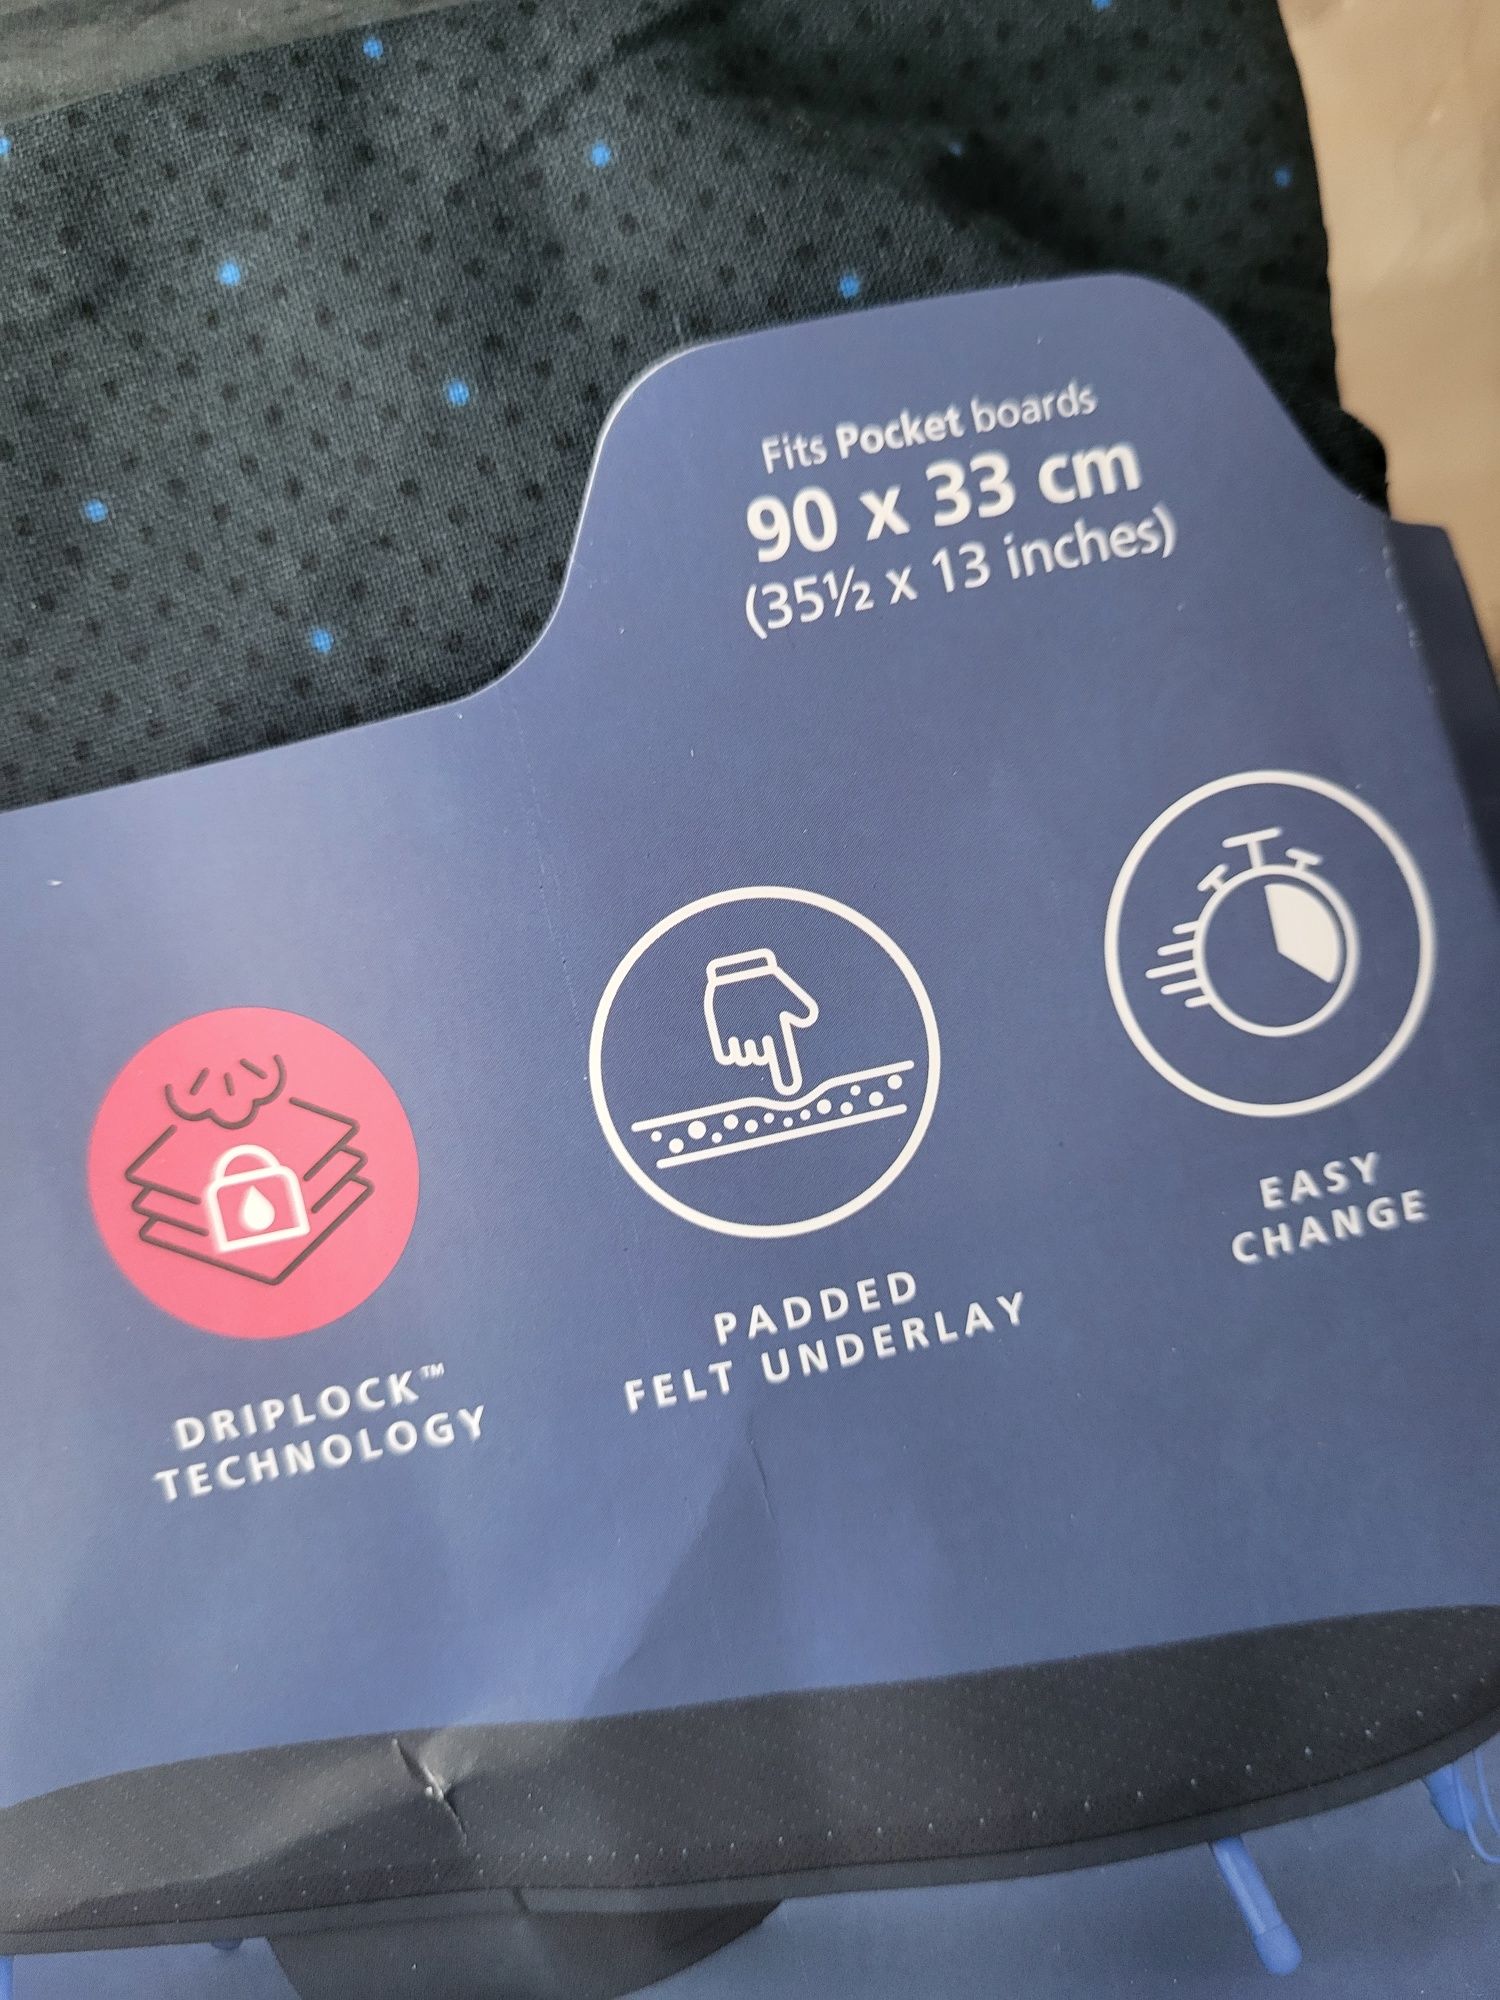 Fits Pocket boards
90 x 33 cm
(35½ x 13 inches)
EASY
CHANGE
PADDED
FELT UNDERLAY
DRIPLOCK™
TECHNOLOGY